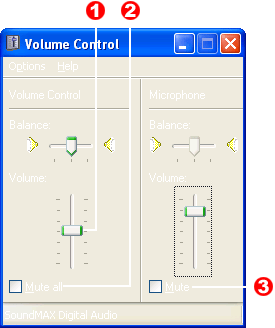 1 2
Volume Control
Options Help
Volume Control Microphone
Balance: Balance:
Volume: Volume:
Mute all Mute 3
SoundMAX Digital Audio